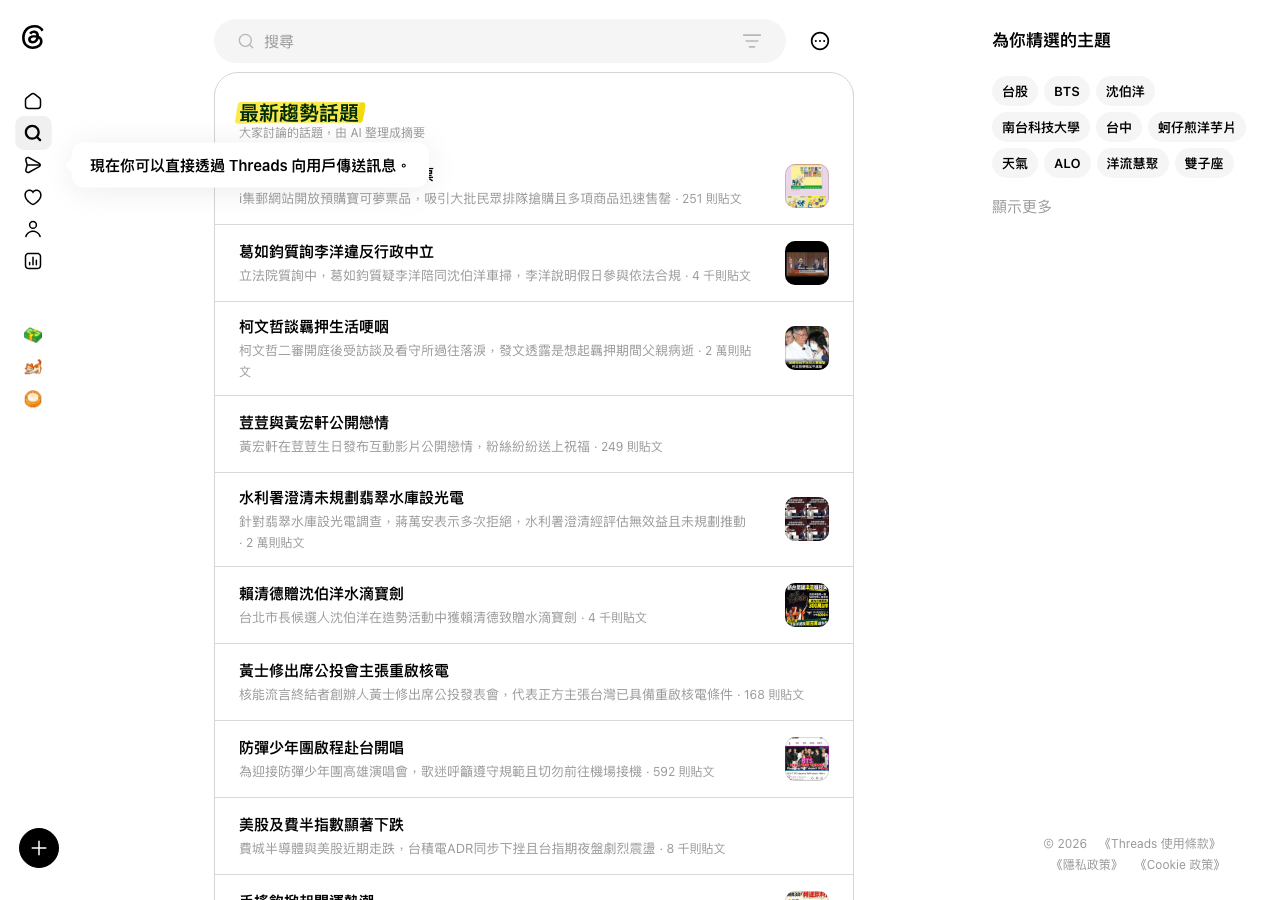 搜尋
最新趨勢話題
大家討論的話題，由 AI 整理成摘要
現在你可以直接透過 Threads 向用戶傳送訊息。
票
i集郵網站開放預購寶可夢票品，吸引大批民眾排隊搶購且多項商品迅速售罄 · 251 則貼文
葛如鈞質詢李洋違反行政中立
立法院質詢中，葛如鈞質疑李洋陪同沈伯洋車掃，李洋說明假日參與依法合規 · 4 千則貼文
柯文哲談羈押生活哽咽
柯文哲二審開庭後受訪談及看守所過往落淚，發文透露是想起羈押期間父親病逝 · 2 萬則貼
文
荳荳與黃宏軒公開戀情
黃宏軒在荳荳生日發布互動影片公開戀情，粉絲紛紛送上祝福 · 249 則貼文
水利署澄清未規劃翡翠水庫設光電
針對翡翠水庫設光電調查，蔣萬安表示多次拒絕，水利署澄清經評估無效益且未規劃推動
· 2 萬則貼文
賴清德贈沈伯洋水滴寶劍
台北市長候選人沈伯洋在造勢活動中獲賴清德致贈水滴寶劍 · 4 千則貼文
黃士修出席公投會主張重啟核電
核能流言終結者創辦人黃士修出席公投發表會，代表正方主張台灣已具備重啟核電條件 · 168 則貼文
防彈少年團啟程赴台開唱
為迎接防彈少年團高雄演唱會，歌迷呼籲遵守規範且切勿前往機場接機 · 592 則貼文
美股及費半指數顯著下跌
費城半導體與美股近期走跌，台積電ADR同步下挫且台指期夜盤劇烈震盪 · 8 千則貼文
手搖飲掀起開運熱潮
為你精選的主題
台股
BTS
沈伯洋
南台科技大學
台中
蚵仔煎洋芋片
天氣
ALO
洋流慧聚
雙子座
顯示更多
© 2026 《Threads 使用條款》
《隱私政策》 《Cookie 政策》